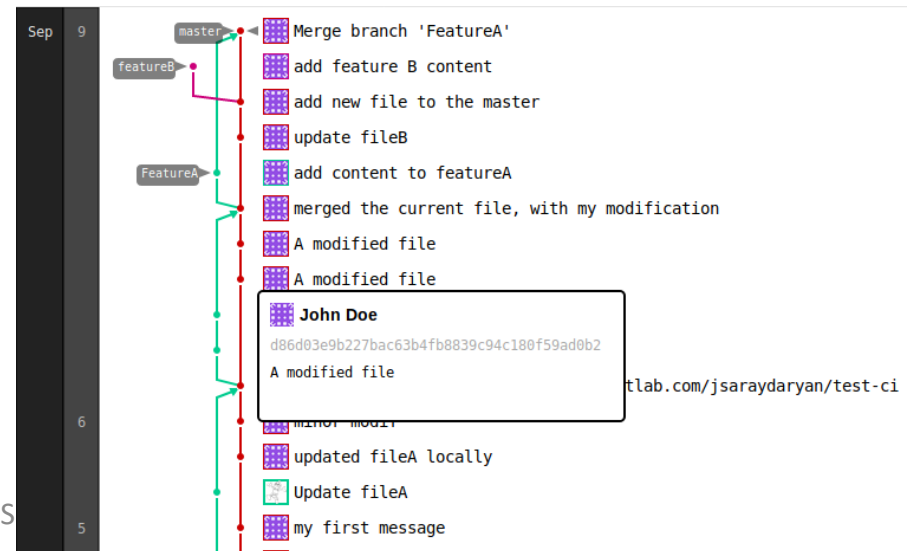 Sep 9 master Merge branch 'FeatureA'
featureB add feature B content
add new file to the master
update fileB
FeatureA add content to featureA
merged the current file, with my modification
A modified file
A modified file
John Doe
d86d03e9b227bac63b4fb8839c94c180f59ad0b2
A modified file
tlab.com/jsaraydaryan/test-ci
6 minor modif
updated fileA locally
Update fileA
S
5 my first message